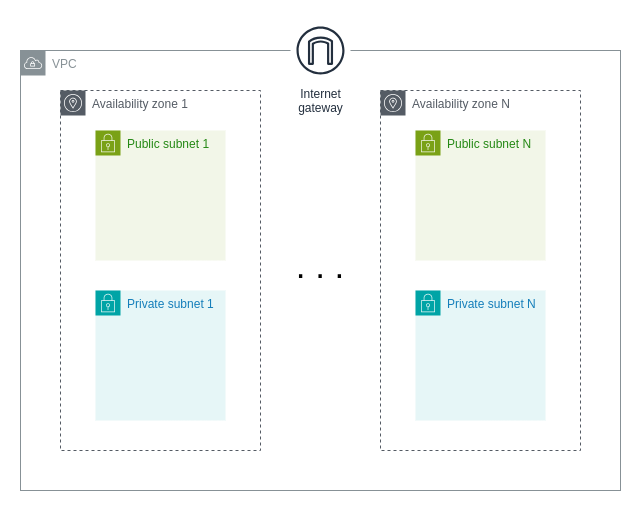 VPC
Internet
gateway
Availability zone 1
Availability zone N
Public subnet 1
Public subnet N
. . .
Private subnet 1
Private subnet N